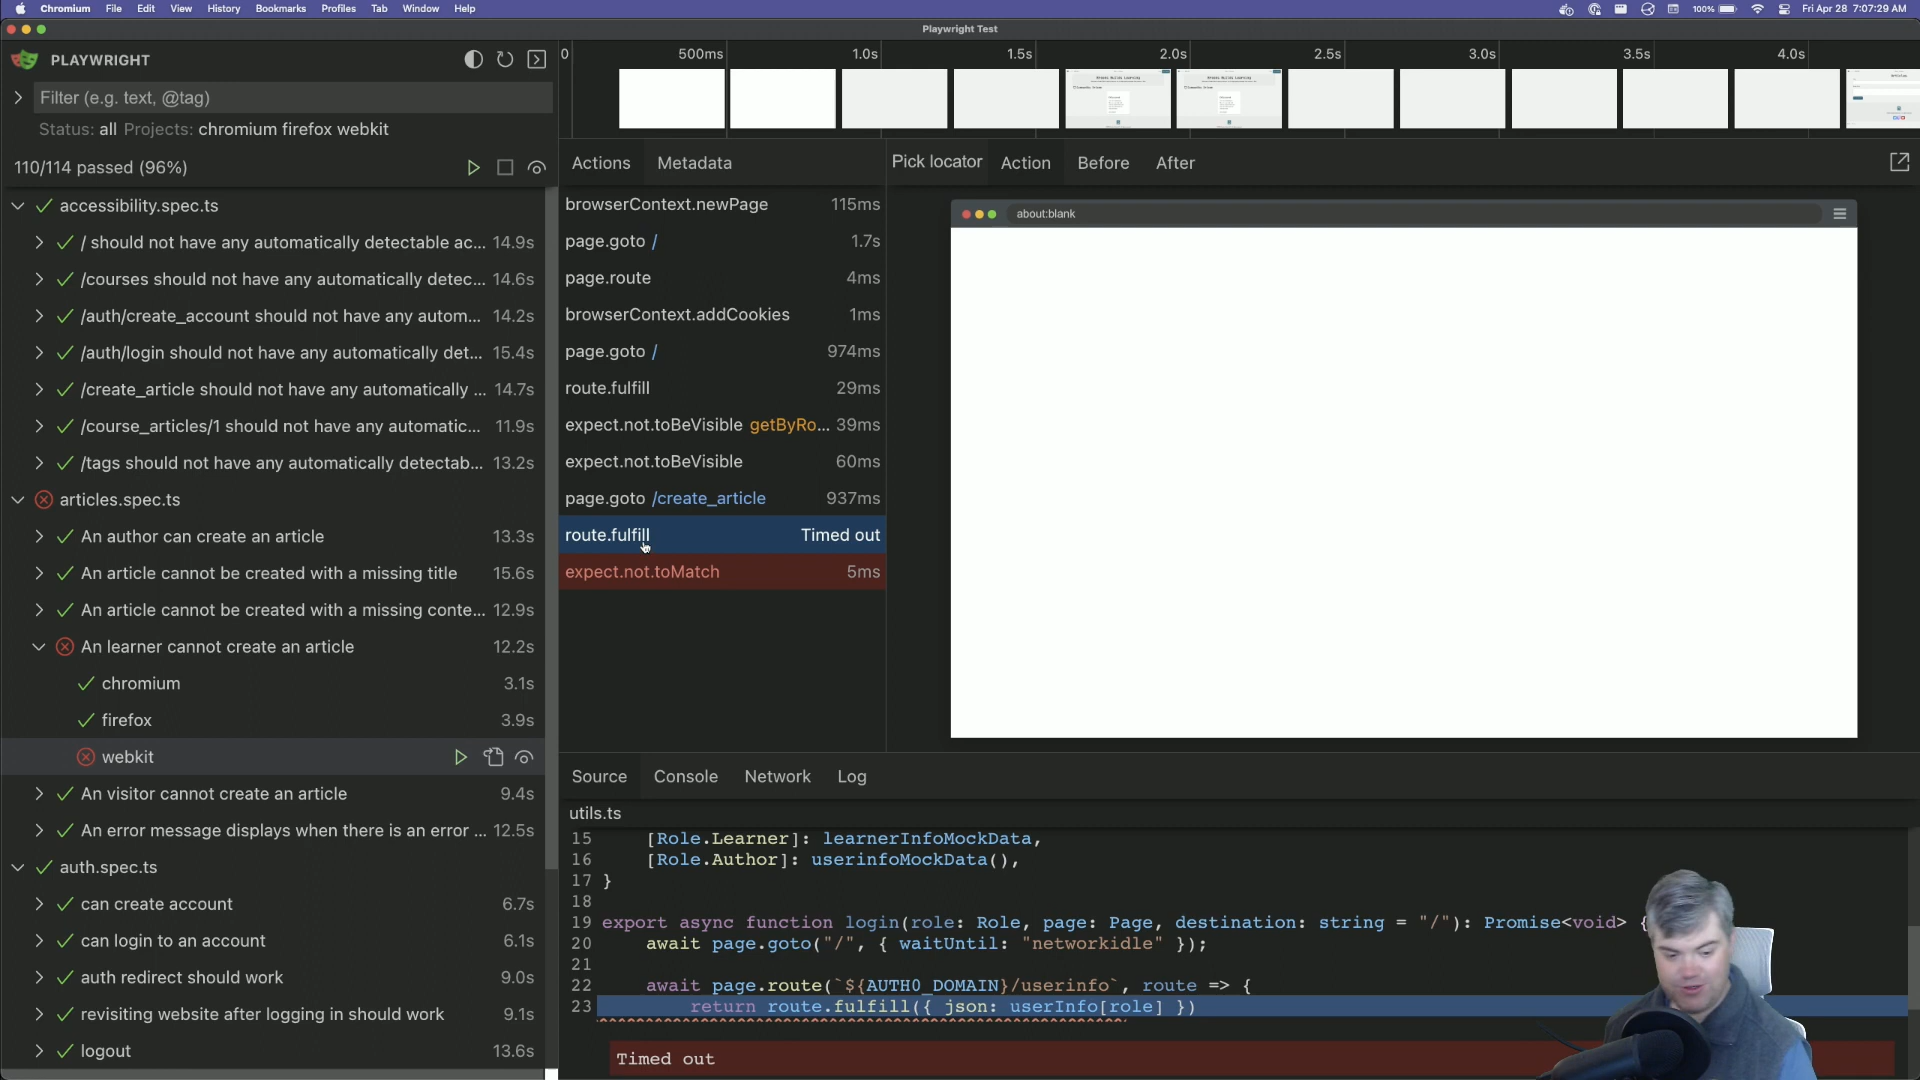 Chromium File Edit View History Bookmarks Profiles Tab Window Help
100% Fri Apr 28 7:07:29 AM
Playwright Test
PLAYWRIGHT
Filter (e.g. text, @tag)
Status: all Projects: chromium firefox webkit
110/114 passed (96%)
accessibility.spec.ts
/ should not have any automatically detectable ac... 14.9s
/courses should not have any automatically detec... 14.6s
/auth/create_account should not have any autom... 14.2s
/auth/login should not have any automatically det... 15.4s
/create_article should not have any automatically ... 14.7s
/course_articles/1 should not have any automatic... 11.9s
/tags should not have any automatically detectab... 13.2s
articles.spec.ts
An author can create an article 13.3s
An article cannot be created with a missing title 15.6s
An article cannot be created with a missing conte... 12.9s
An learner cannot create an article 12.2s
chromium 3.1s
firefox 3.9s
webkit
An visitor cannot create an article 9.4s
An error message displays when there is an error ... 12.5s
auth.spec.ts
can create account 6.7s
can login to an account 6.1s
auth redirect should work 9.0s
revisiting website after logging in should work 9.1s
logout 13.6s
0 500ms 1.0s 1.5s 2.0s 2.5s 3.0s 3.5s 4.0s
Actions Metadata
browserContext.newPage 115ms
page.goto / 1.7s
page.route 4ms
browserContext.addCookies 1ms
page.goto / 974ms
route.fulfill 29ms
expect.not.toBeVisible getByRo... 39ms
expect.not.toBeVisible 60ms
page.goto /create_article 937ms
route.fulfill Timed out
expect.not.toMatch 5ms
Pick locator Action Before After
about:blank
Source Console Network Log
utils.ts
15 [Role.Learner]: learnerInfoMockData,
16 [Role.Author]: userinfoMockData(),
17 }
18
19 export async function login(role: Role, page: Page, destination: string = "/"): Promise<void> {
20 await page.goto("/", { waitUntil: "networkidle" });
21
22 await page.route(`${AUTH0_DOMAIN}/userinfo`, route => {
23 return route.fulfill({ json: userInfo[role] })
Timed out